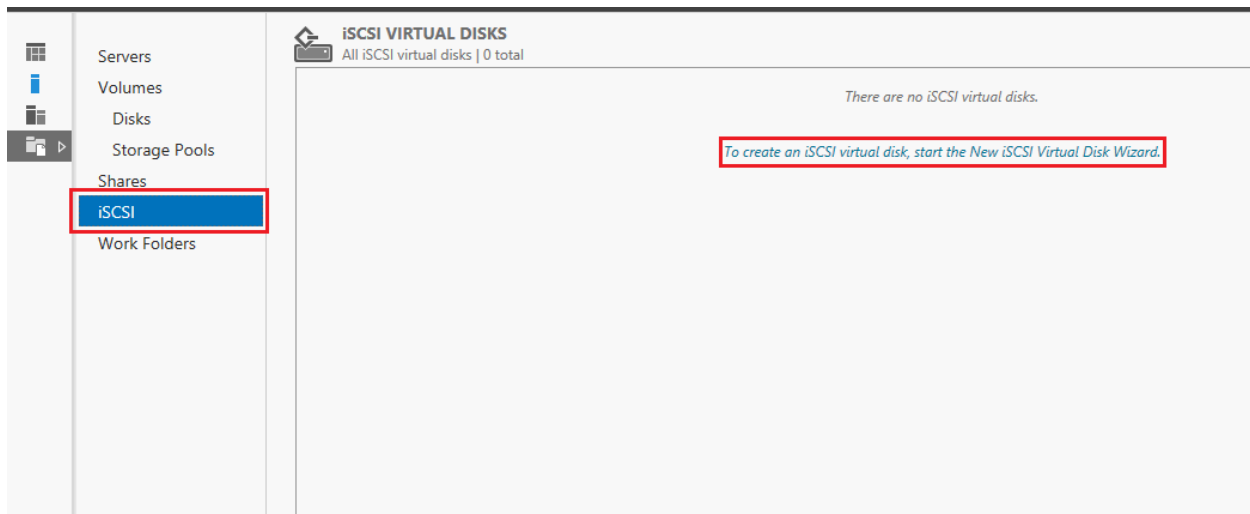 Servers
Volumes
Disks
Storage Pools
Shares
iSCSI
Work Folders
iSCSI VIRTUAL DISKS
All iSCSI virtual disks | 0 total
There are no iSCSI virtual disks.
To create an iSCSI virtual disk, start the New iSCSI Virtual Disk Wizard.